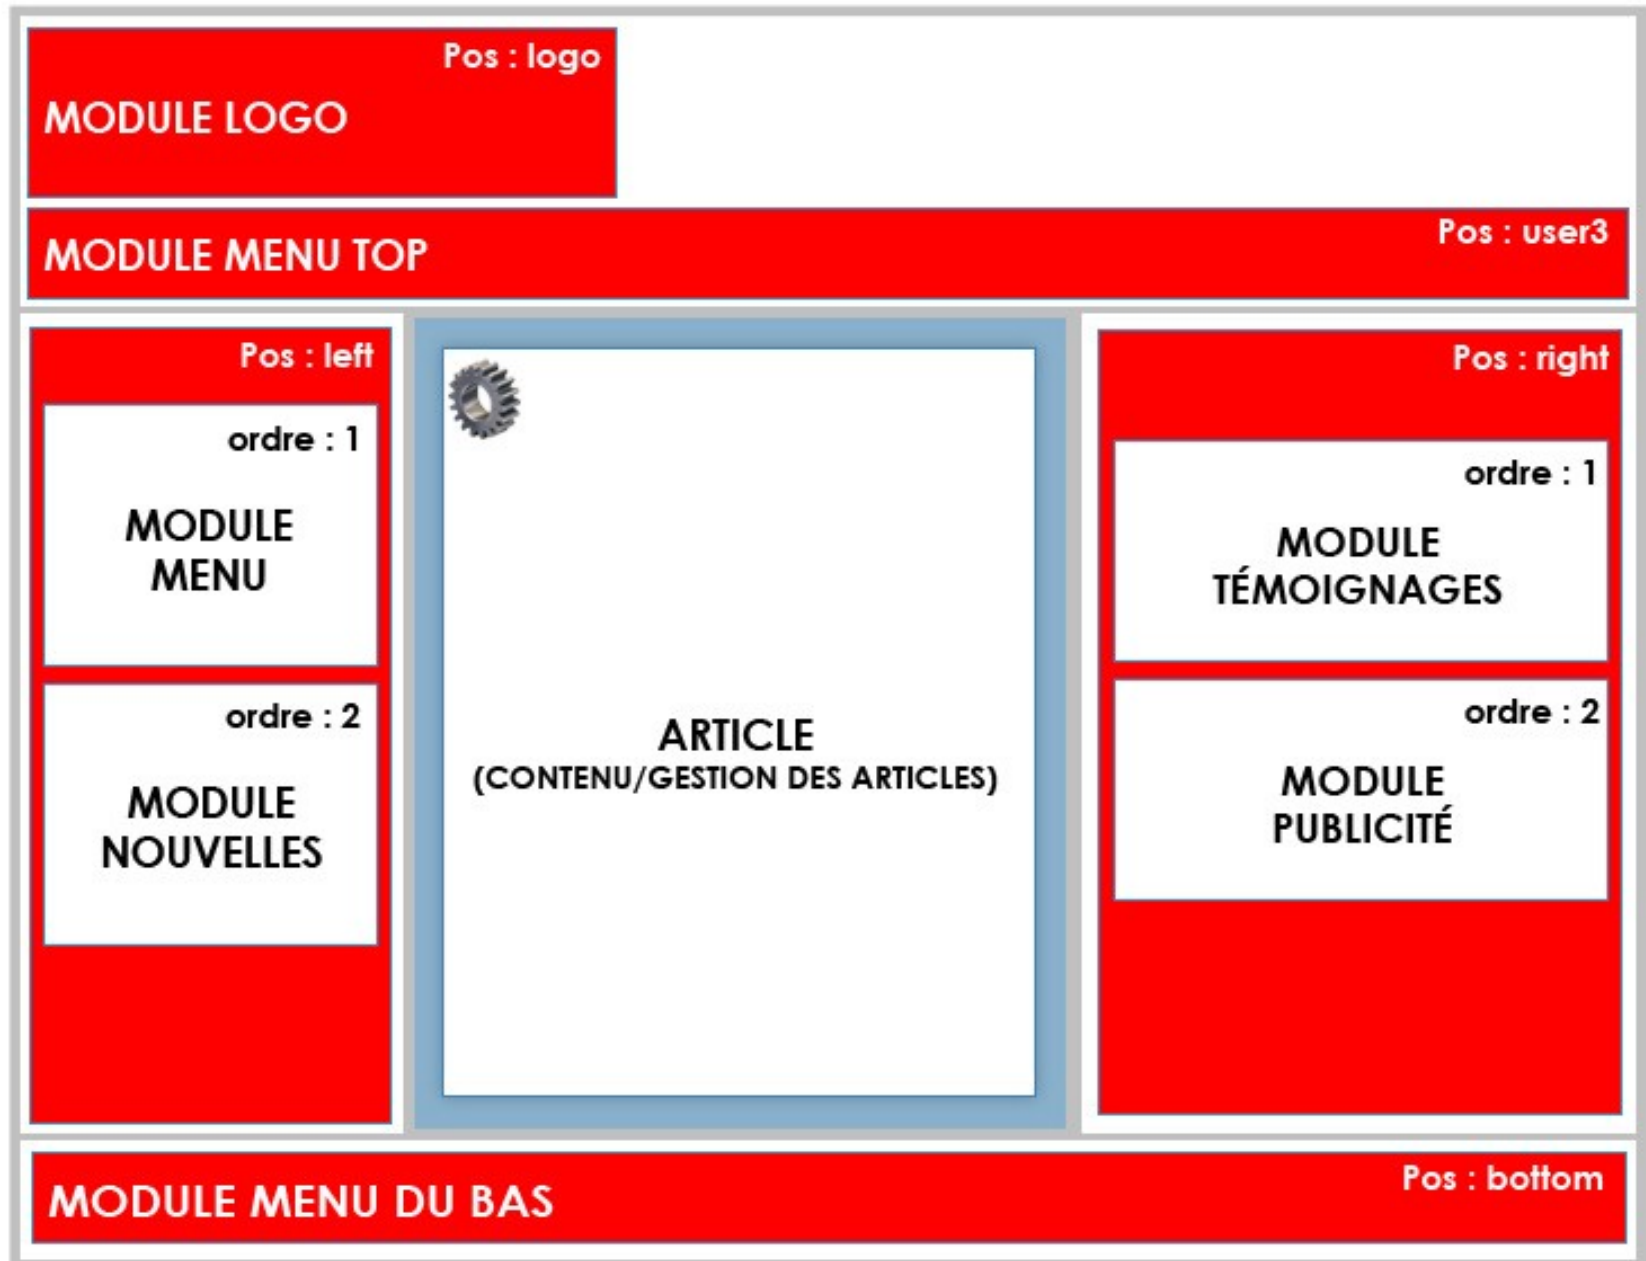 Pos : logo
MODULE LOGO
Pos : user3
MODULE MENU TOP
Pos : left
ordre : 1
MODULE
MENU
ordre : 2
MODULE
NOUVELLES
ARTICLE
(CONTENU/GESTION DES ARTICLES)
Pos : right
ordre : 1
MODULE
TÉMOIGNAGES
ordre : 2
MODULE
PUBLICITÉ
Pos : bottom
MODULE MENU DU BAS